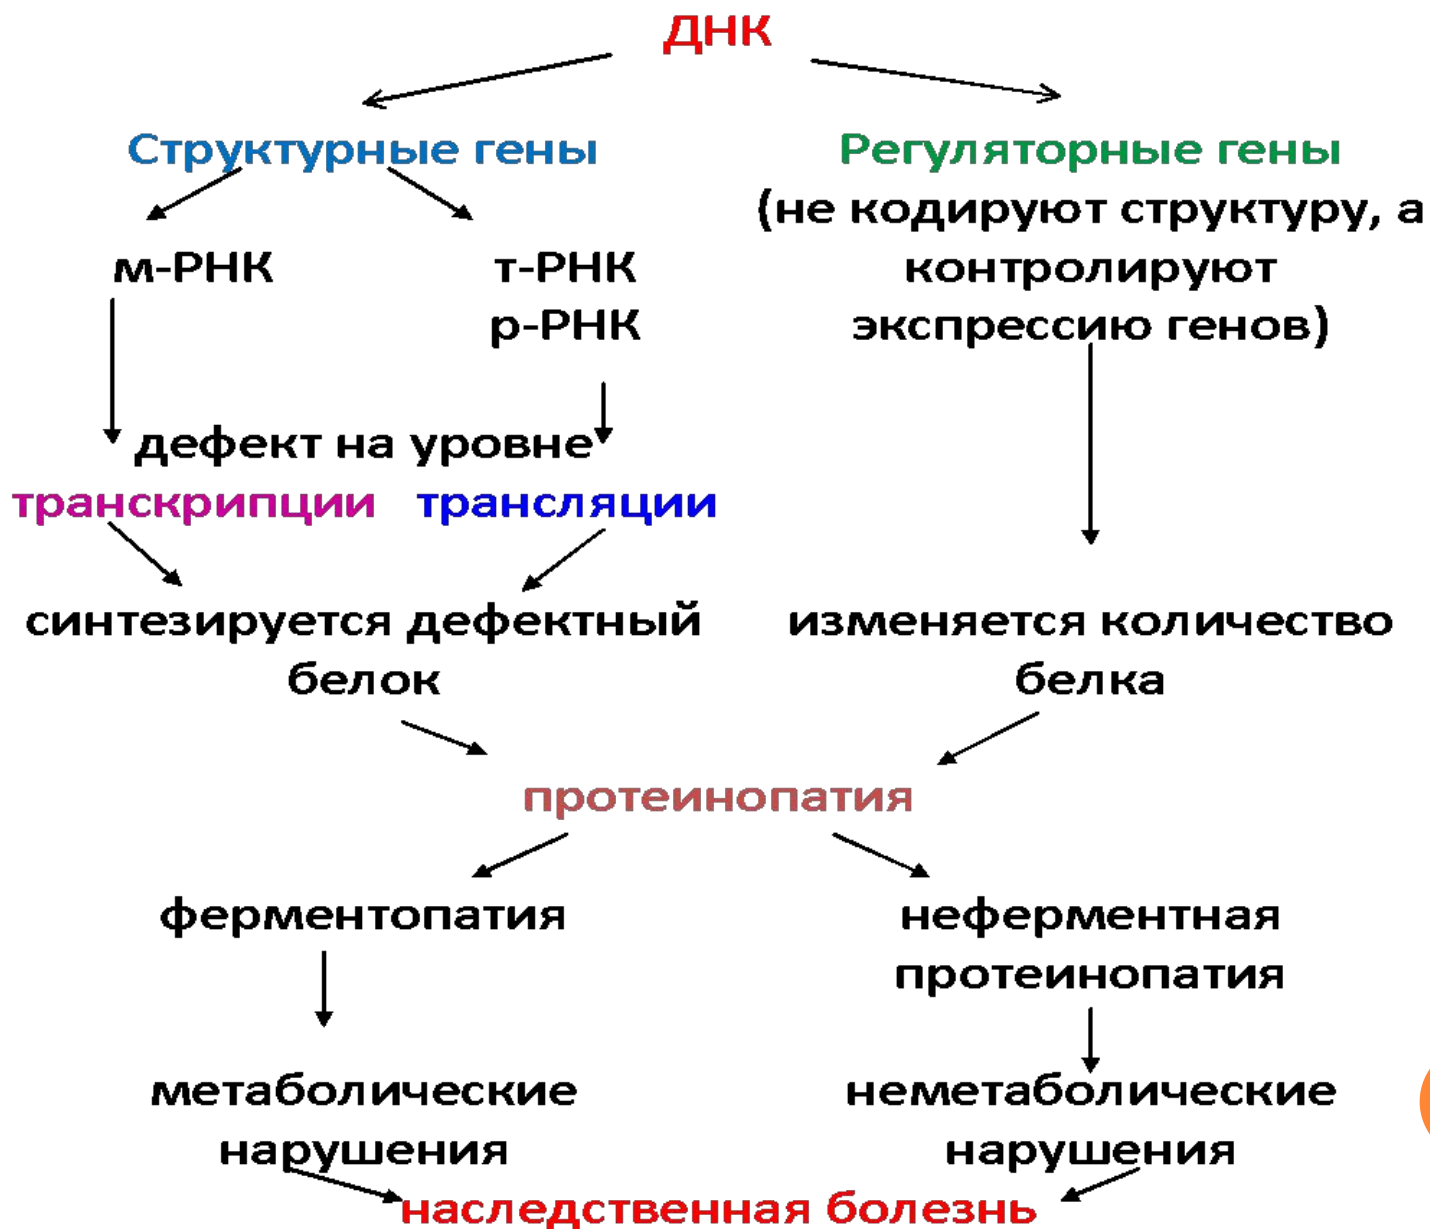 ДНК
Структурные гены
Регуляторные гены
(не кодируют структуру, а
контролируют
экспрессию генов)
м-РНК
т-РНК
р-РНК
дефект на уровне
транскрипции трансляции
синтезируется дефектный
белок
изменяется количество
белка
протеинопатия
ферментопатия
неферментная
протеинопатия
метаболические
нарушения
неметаболические
нарушения
наследственная болезнь